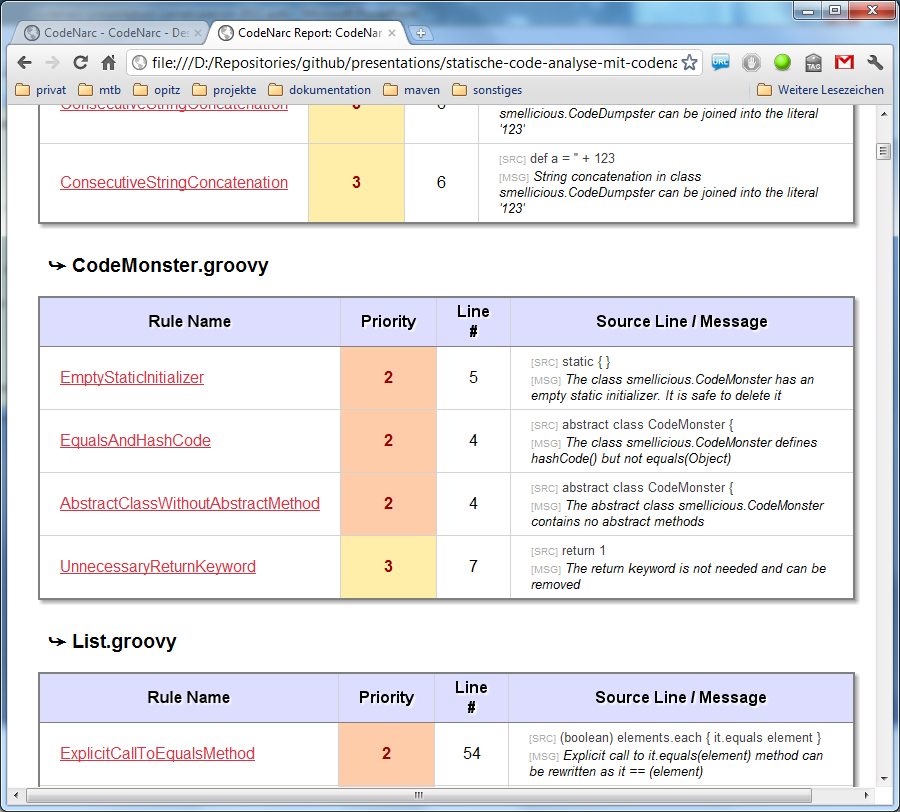 CodeNarc - CodeNarc - Des
CodeNarc Report: CodeNar
file:///D:/Repositories/github/presentations/statische-code-analyse-mit-codena
URL
TAG
privat
mtb
opitz
projekte
dokumentation
maven
sonstiges
Weitere Lesezeichen
ConsecutiveStringConcatenation
smellicious.CodeDumpster can be joined into the literal
'123'
ConsecutiveStringConcatenation 3 6
[SRC] def a = '' + 123
[MSG] String concatenation in class
smellicious.CodeDumpster can be joined into the literal
'123'
CodeMonster.groovy
Rule Name Priority Line # Source Line / Message
EmptyStaticInitializer 2 5
[SRC] static { }
[MSG] The class smellicious.CodeMonster has an
empty static initializer. It is safe to delete it
EqualsAndHashCode 2 4
[SRC] abstract class CodeMonster {
[MSG] The class smellicious.CodeMonster defines
hashCode() but not equals(Object)
AbstractClassWithoutAbstractMethod 2 4
[SRC] abstract class CodeMonster {
[MSG] The abstract class smellicious.CodeMonster
contains no abstract methods
UnnecessaryReturnKeyword 3 7
[SRC] return 1
[MSG] The return keyword is not needed and can be
removed
List.groovy
Rule Name Priority Line # Source Line / Message
ExplicitCallToEqualsMethod 2 54
[SRC] (boolean) elements.each { it.equals element }
[MSG] Explicit call to it.equals(element) method can
be rewritten as it == (element)